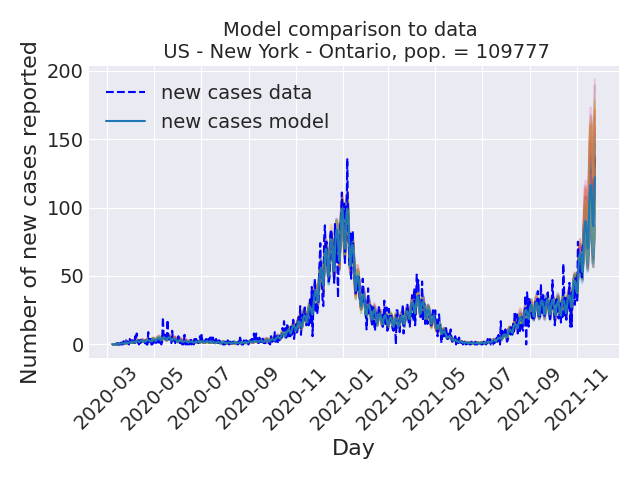 Model comparison to data
US - New York - Ontario, pop. = 109777
Number of new cases reported
200
150
100
50
0
new cases data
new cases model
2020-03
2020-05
2020-07
2020-09
2020-11
2021-01
2021-03
2021-05
2021-07
2021-09
2021-11
Day